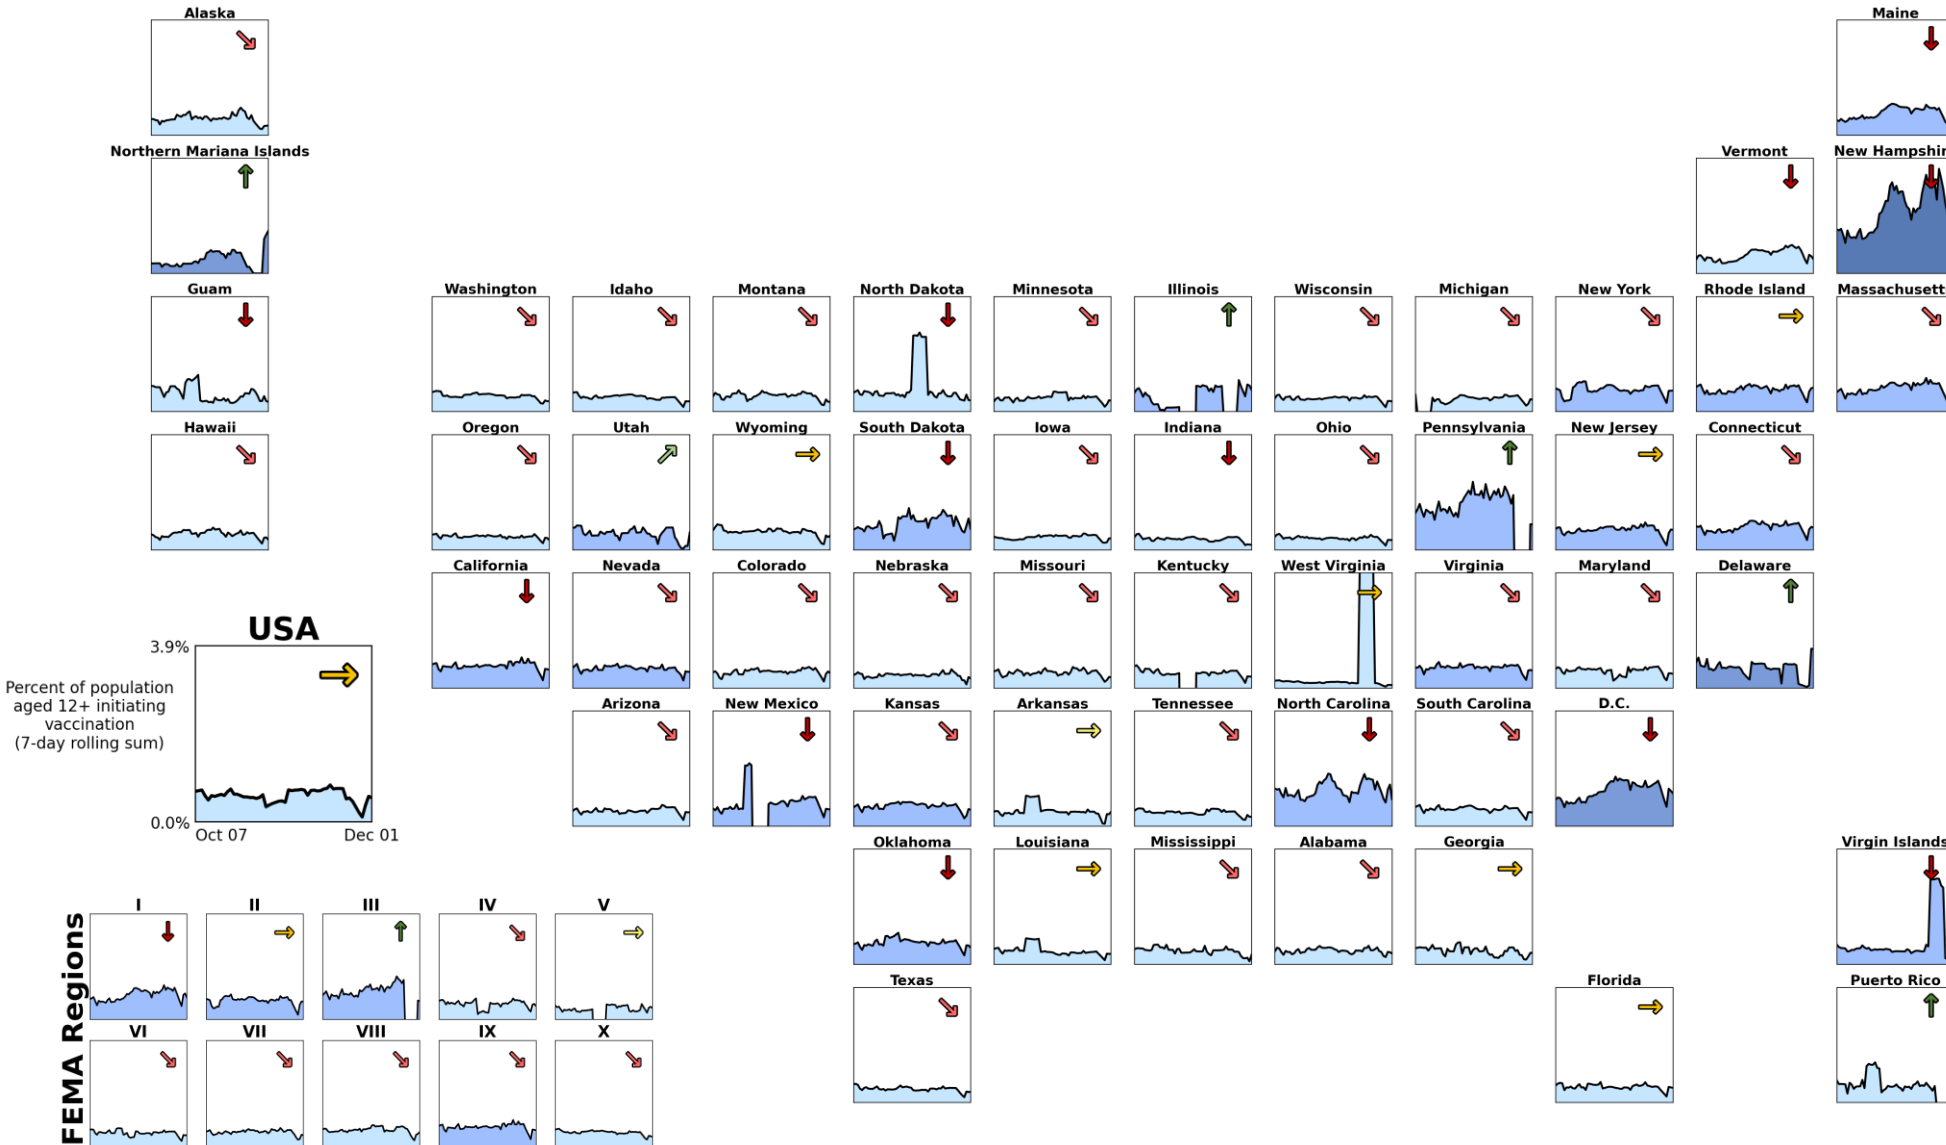 Alaska
Maine
Northern Mariana Islands
Vermont
New Hampshir
Guam
Washington
Idaho
Montana
North Dakota
Minnesota
Illinois
Wisconsin
Michigan
New York
Rhode Island
Massachusett
Hawaii
Oregon
Utah
Wyoming
South Dakota
Iowa
Indiana
Ohio
Pennsylvania
New Jersey
Connecticut
California
Nevada
Colorado
Nebraska
Missouri
Kentucky
West Virginia
Virginia
Maryland
Delaware
USA
3.9%
Percent of population
aged 12+ initiating
vaccination
(7-day rolling sum)
0.0%
Oct 07
Dec 01
Arizona
New Mexico
Kansas
Arkansas
Tennessee
North Carolina
South Carolina
D.C.
Oklahoma
Louisiana
Mississippi
Alabama
Georgia
Virgin Islands
Texas
Florida
Puerto Rico
FEMA Regions
I
II
III
IV
V
VI
VII
VIII
IX
X